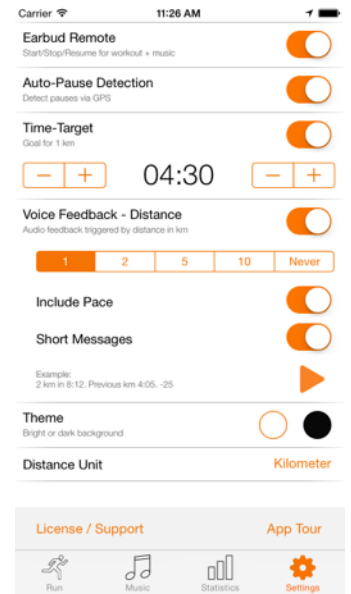 Carrier 11:26 AM
Earbud Remote
Start/Stop/Resume for workout + music
Auto-Pause Detection
Detect pauses via GPS
Time-Target
Goal for 1 km
− + 04:30 − +
Voice Feedback - Distance
Audio feedback triggered by distance in km
1 2 5 10 Never
Include Pace
Short Messages
Example:
2 km in 8:12. Previous km 4:05. -25
Theme
Bright or dark background
Distance Unit Kilometer
License / Support App Tour
Run Music Statistics Settings